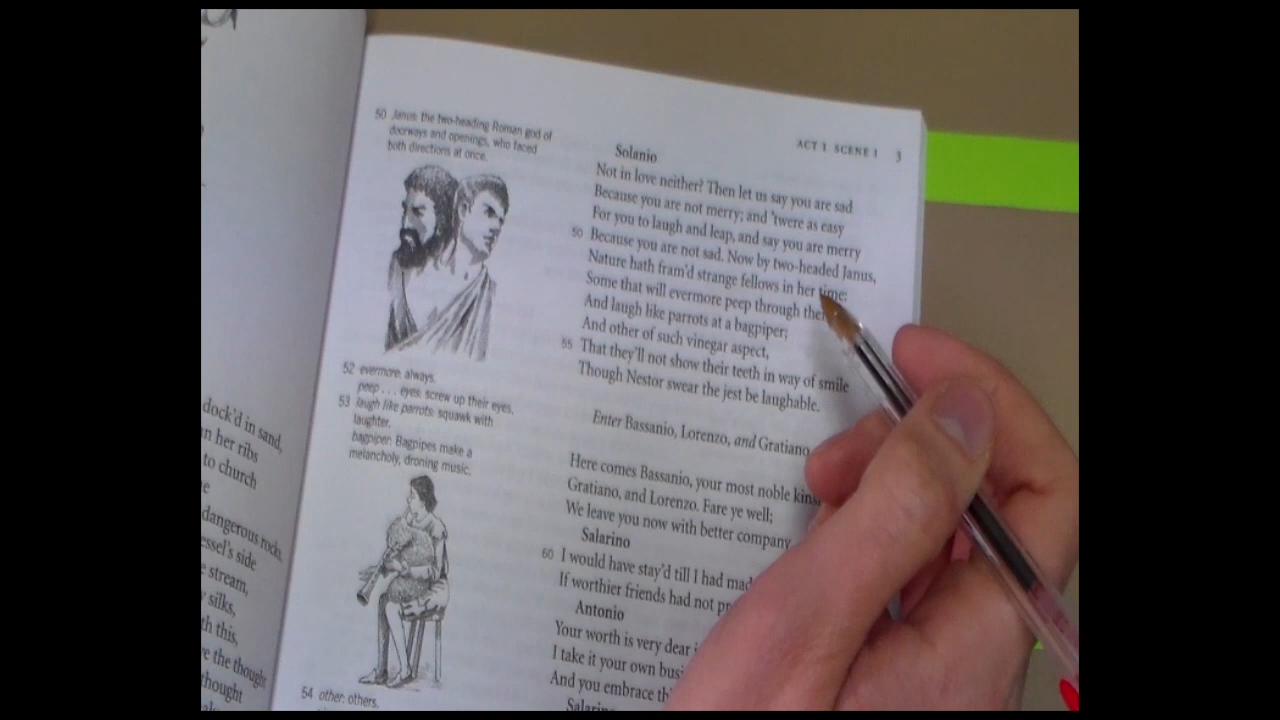 dock'd in sand,
an her ribs
to church
dangerous rocks,
essel's side
stream,
silks,
th this,
the thought
thought
50 Janus: the two-heading Roman god of
doorways and openings, who faced
both directions at once.
52 evermore: always.
peep . . . eyes: screw up their eyes.
53 laugh like parrots: squawk with
laughter.
bagpiper: Bagpipes make a
melancholy, droning music.
54 other: others.
ACT 1 SCENE 1 3
Solanio
Not in love neither? Then let us say you are sad
Because you are not merry; and 'twere as easy
For you to laugh and leap, and say you are merry
50 Because you are not sad. Now by two-headed Janus,
Nature hath fram'd strange fellows in her time:
Some that will evermore peep through
And laugh like parrots at a bagpiper;
And other of such vinegar aspect,
55 That they'll not show their teeth in way of smile
Though Nestor swear the jest be laughable.
Enter Bassanio, Lorenzo, and Gratiano
Here comes Bassanio, your most noble
Gratiano, and Lorenzo. Fare ye well;
We leave you now with better company
Salarino
60 I would have stay'd till I had
If worthier friends had not
Antonio
Your worth is very dear
I take it your own
And you embrace
Salarino